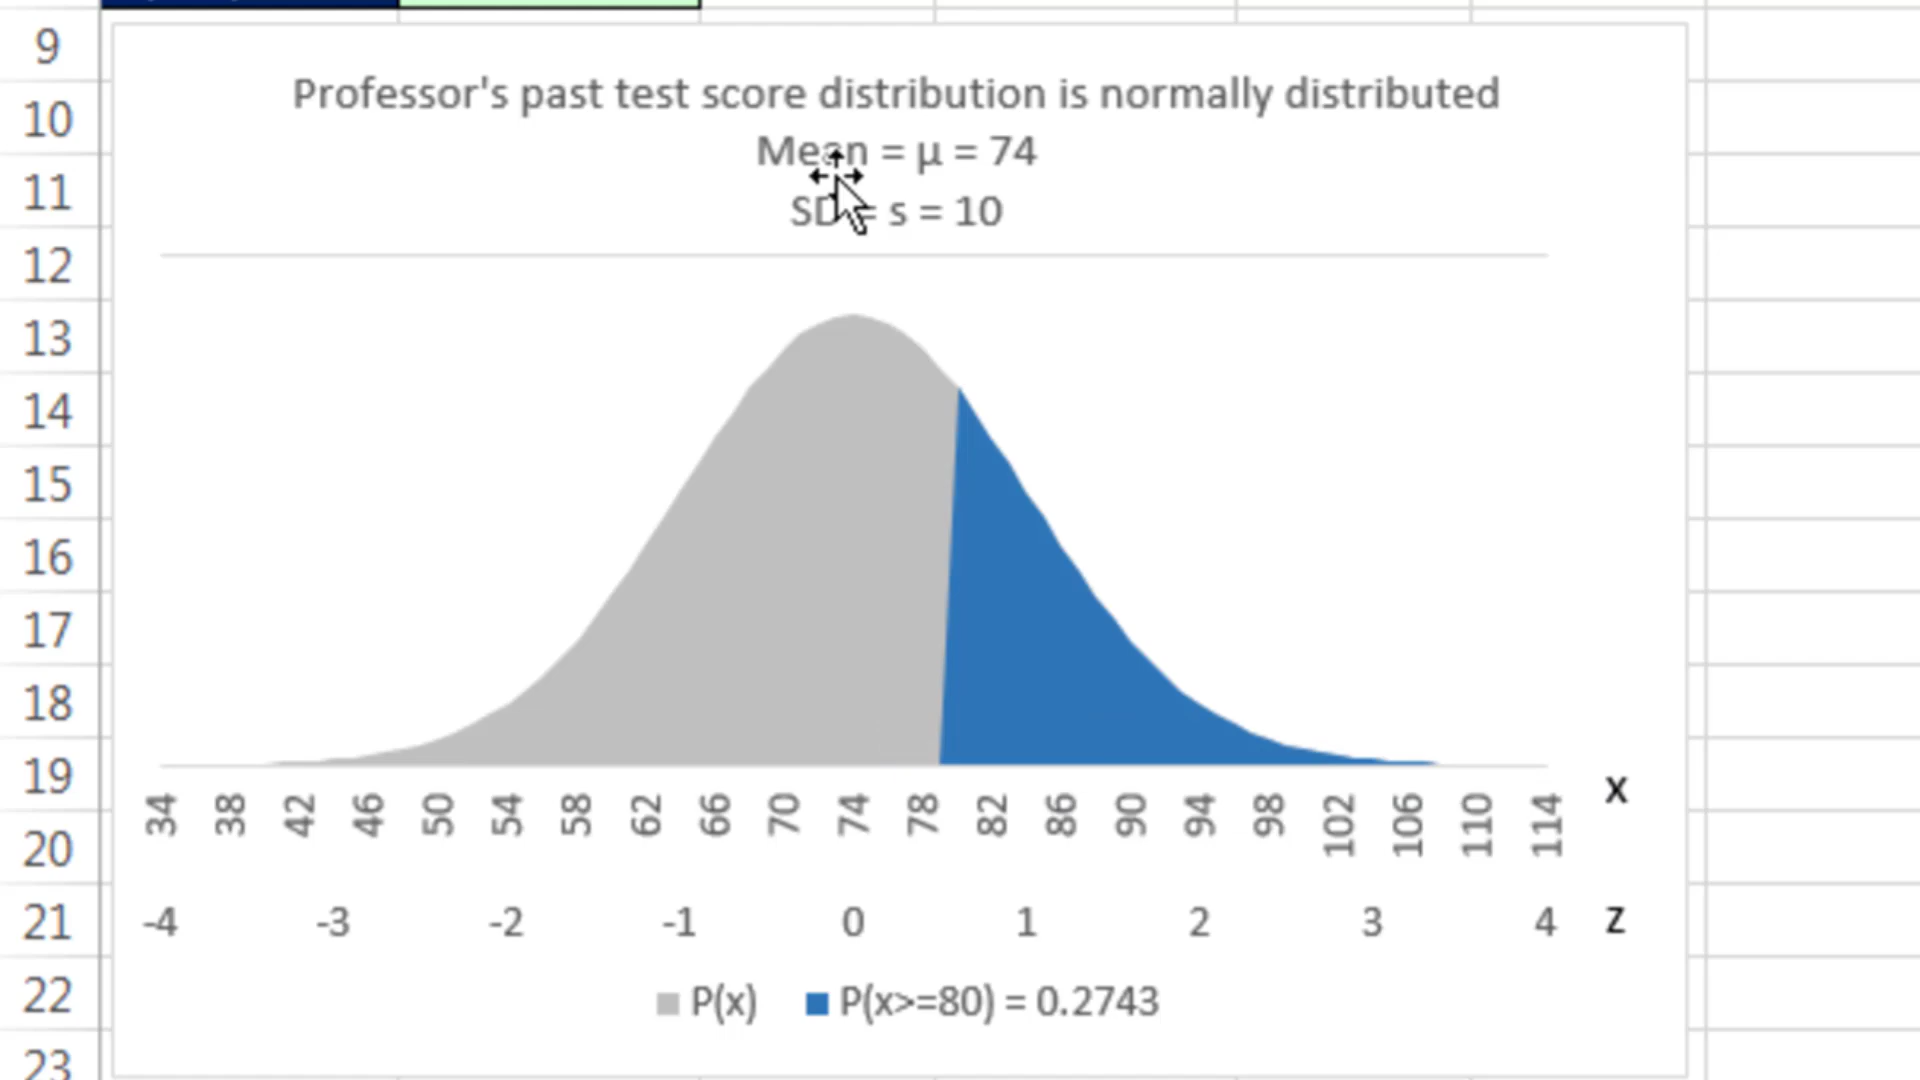 9
10
11
12
13
14
15
16
17
18
19
20
21
22
23
Professor's past test score distribution is normally distributed
Mean = μ = 74
SD = s = 10
34 38 42 46 50 54 58 62 66 70 74 78 82 86 90 94 98 102 106 110 114 X
-4 -3 -2 -1 0 1 2 3 4 Z
P(x) P(x>=80) = 0.2743